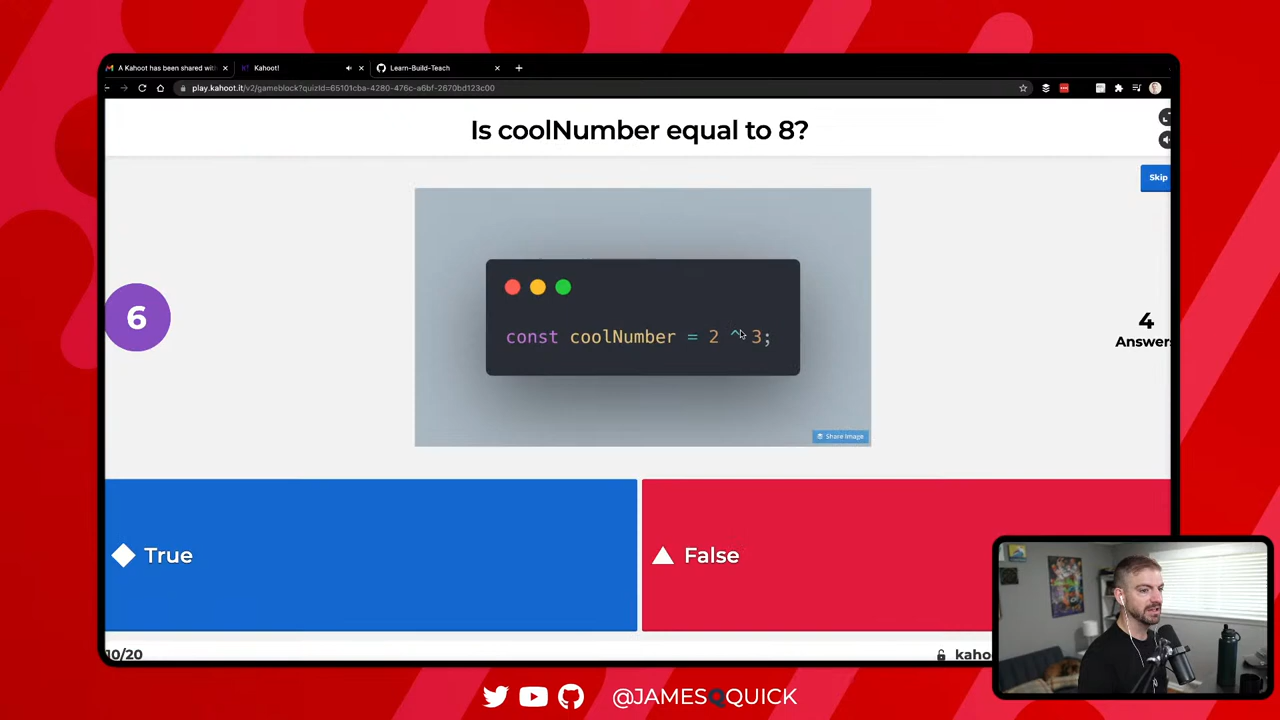 A Kahoot has been shared with
Kahoot!
Learn-Build-Teach
play.kahoot.it/v2/gameblock?quizId=65101cba-4280-476c-a6bf-2670bd123c00
Is coolNumber equal to 8?
Skip
6
const coolNumber = 2 ^ 3;
4
Answers
Share Image
True
False
10/20
kahoo
@JAMESQQUICK